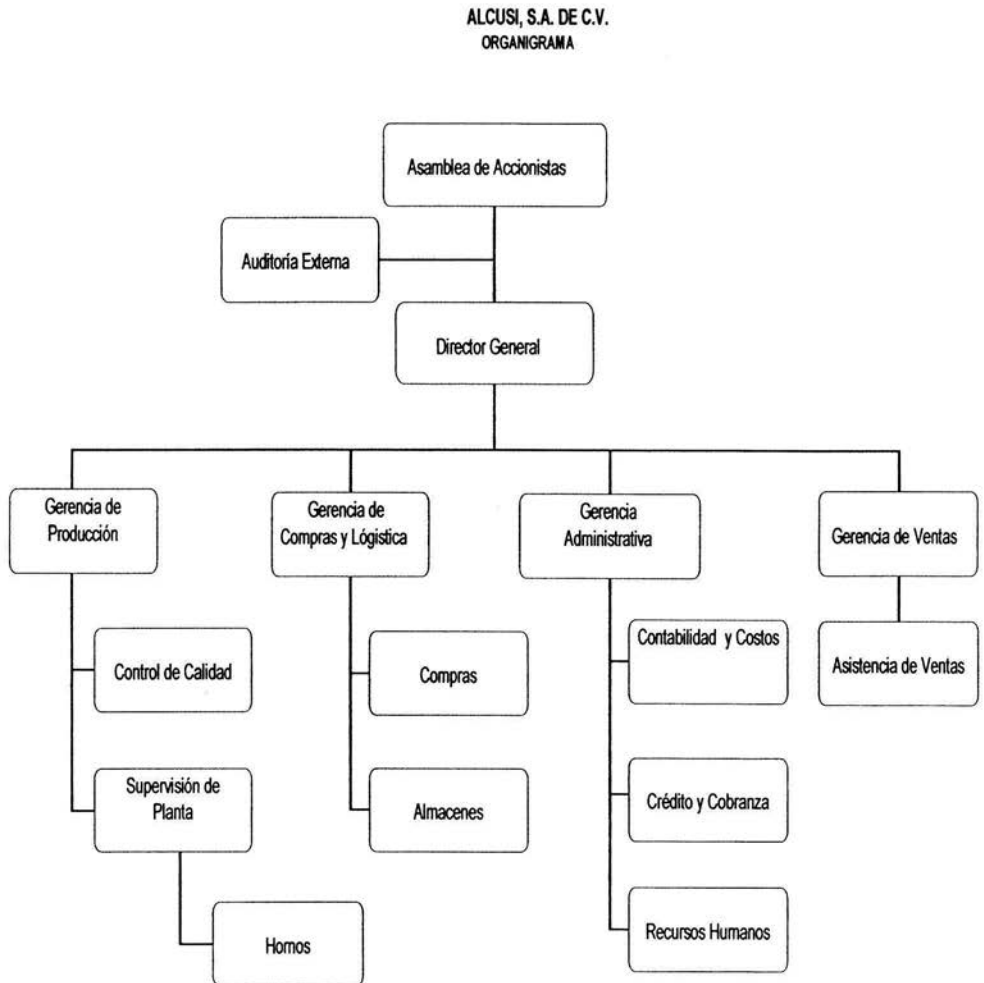 ALCUSI, S.A. DE C.V.
ORGANIGRAMA
Asamblea de Accionistas
Auditoría Externa
Director General
Gerencia de
Producción
Gerencia de
Compras y Lógistica
Gerencia
Administrativa
Gerencia de Ventas
Control de Calidad
Compras
Contabilidad y Costos
Asistencia de Ventas
Supervisión de
Planta
Almacenes
Crédito y Cobranza
Hornos
Recursos Humanos